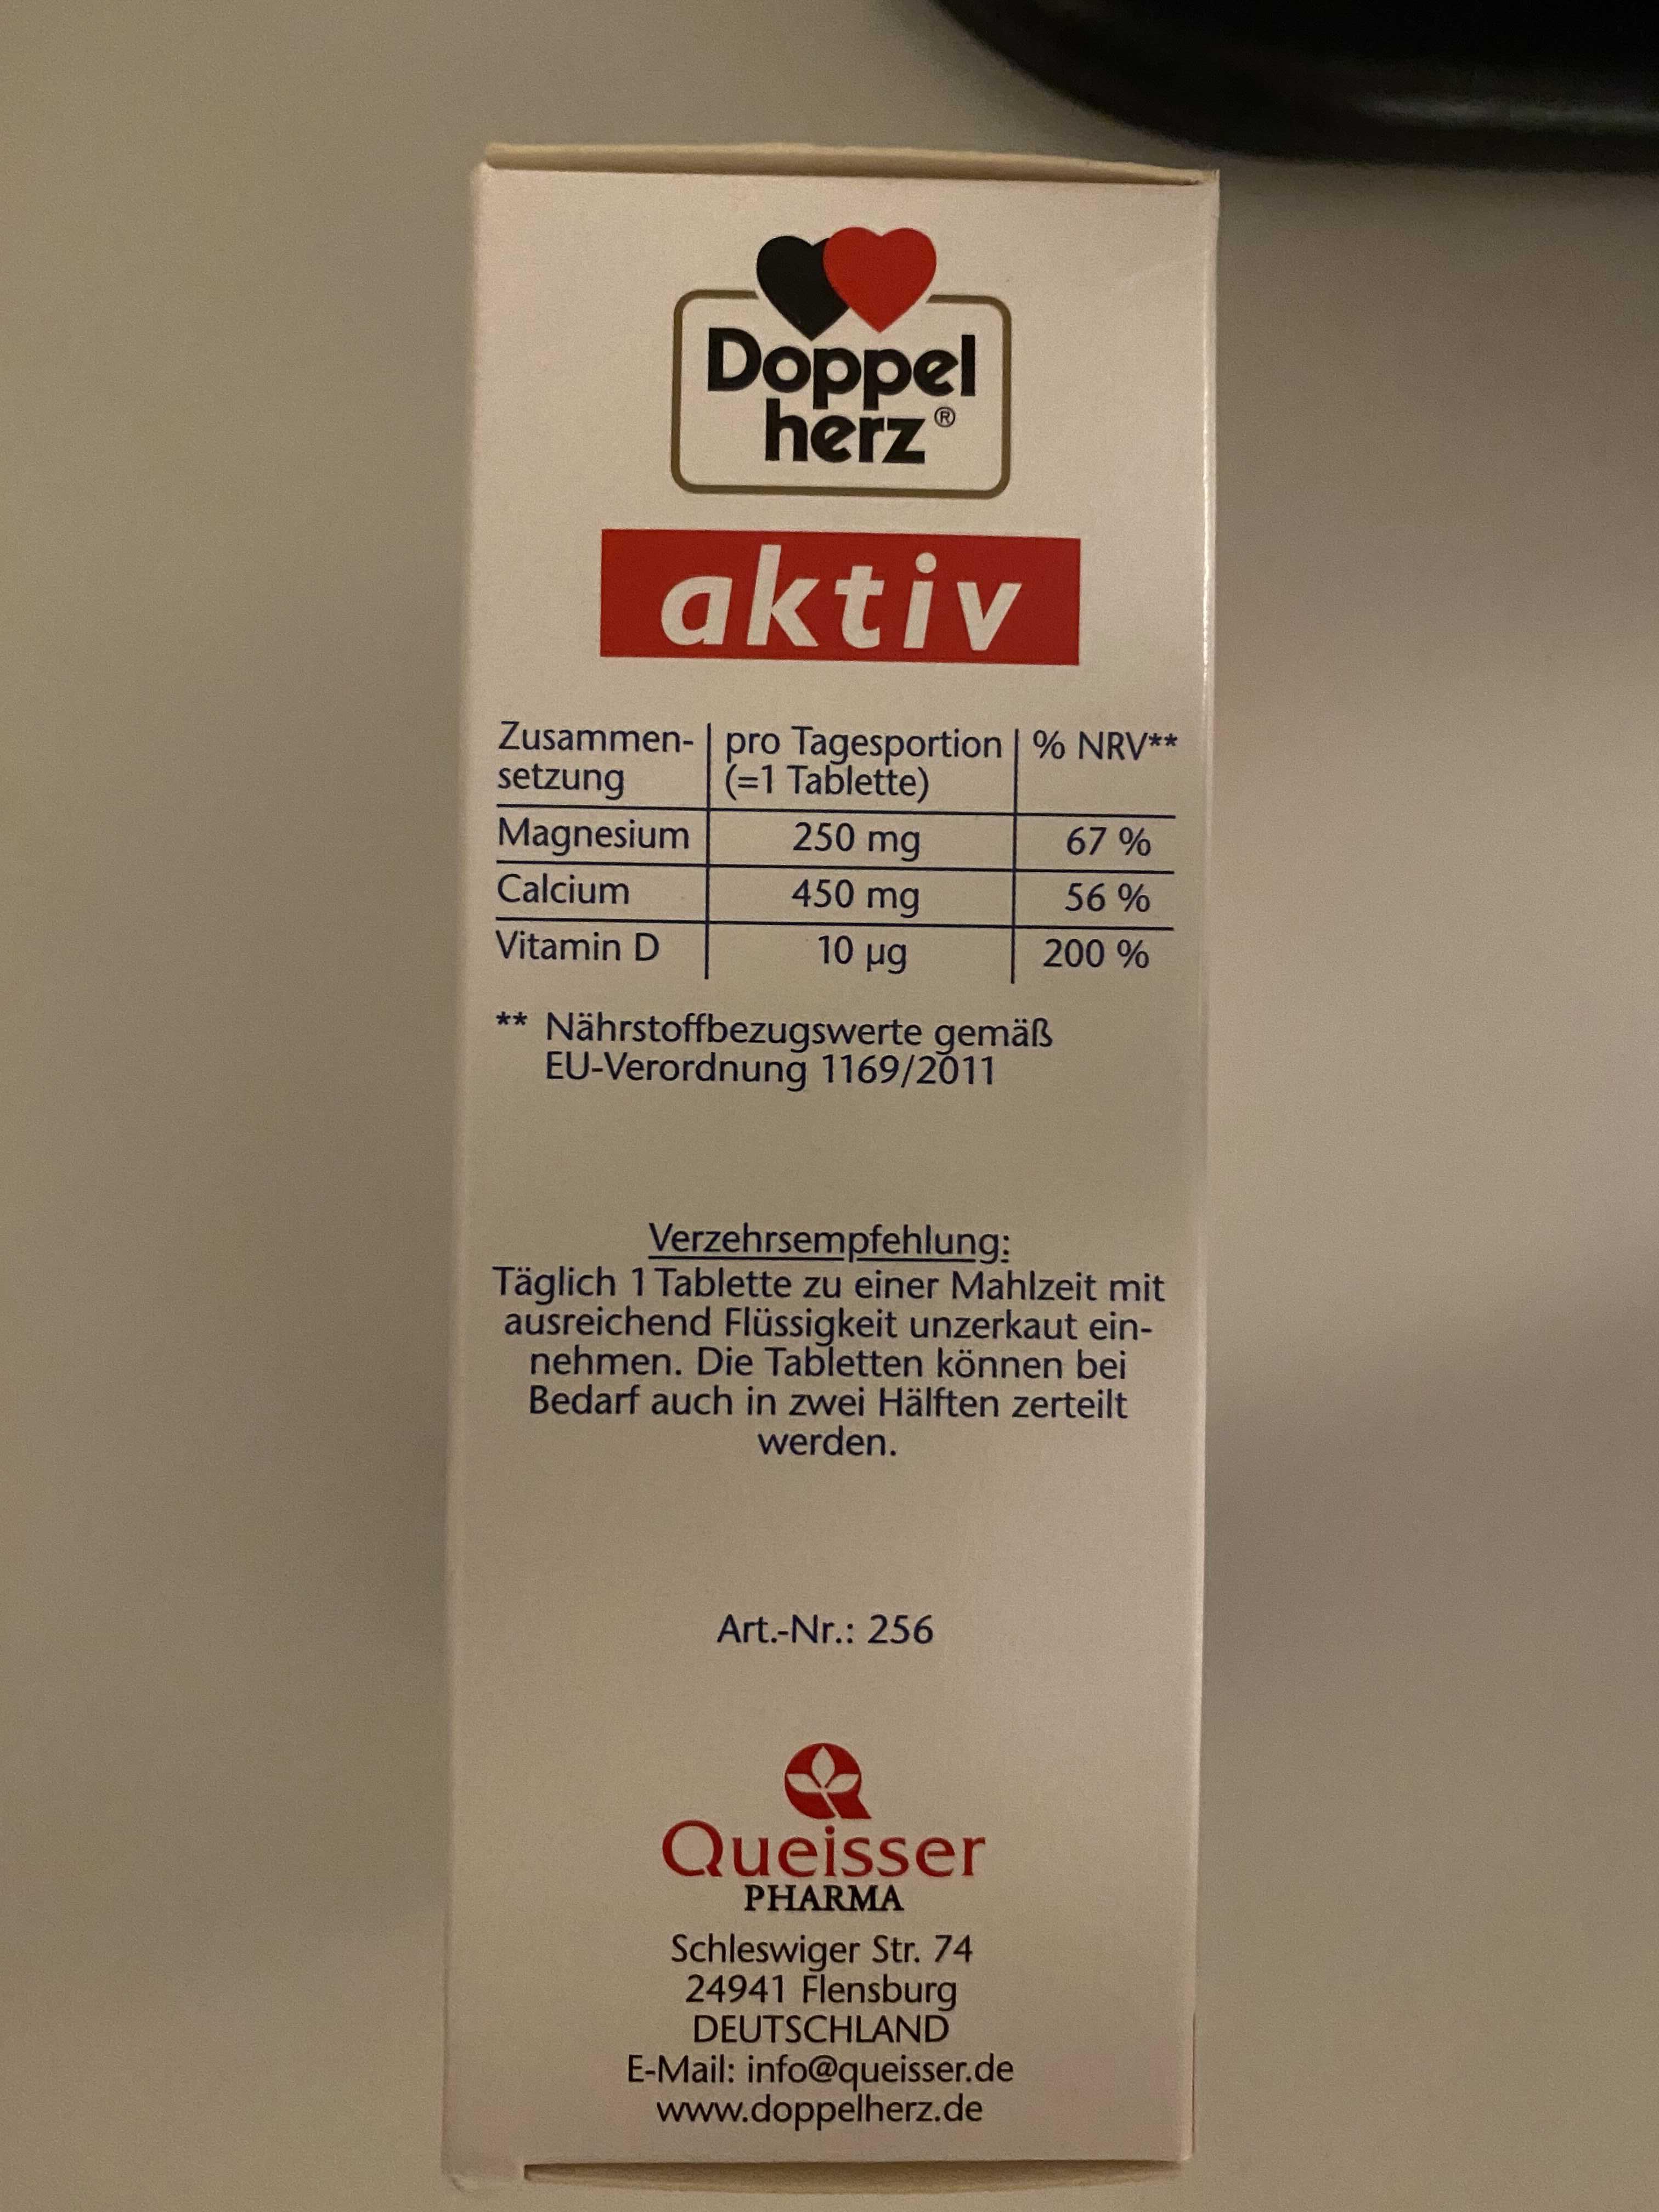 Doppel
herz®
aktiv
Zusammen- pro Tagesportion % NRV**
setzung (=1 Tablette)
Magnesium 250 mg 67 %
Calcium 450 mg 56 %
Vitamin D 10 µg 200 %
** Nährstoffbezugswerte gemäß
EU-Verordnung 1169/2011
Verzehrsempfehlung:
Täglich 1 Tablette zu einer Mahlzeit mit
ausreichend Flüssigkeit unzerkaut ein-
nehmen. Die Tabletten können bei
Bedarf auch in zwei Hälften zerteilt
werden.
Art.-Nr.: 256
Queisser
PHARMA
Schleswiger Str. 74
24941 Flensburg
DEUTSCHLAND
E-Mail: info@queisser.de
www.doppelherz.de